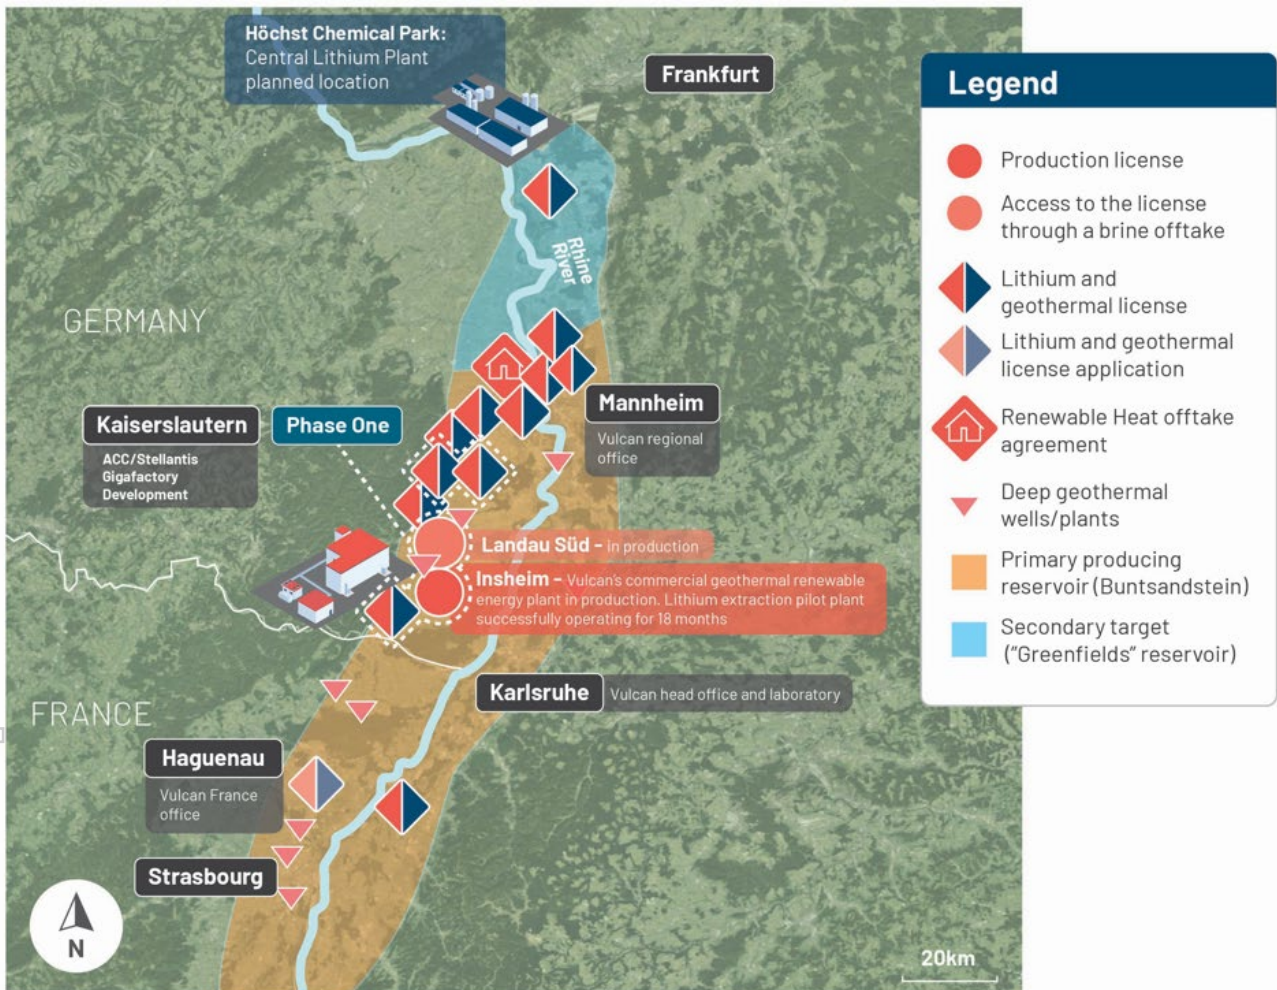 Höchst Chemical Park:
Central Lithium Plant
planned location
Frankfurt
Rhine
River
GERMANY
Kaiserslautern
ACC/Stellantis
Gigafactory
Development
Phase One
Mannheim
Vulcan regional
office
Landau Süd - in production
Insheim - Vulcan's commercial geothermal renewable
energy plant in production. Lithium extraction pilot plant
successfully operating for 18 months
Karlsruhe
Vulcan head office and laboratory
FRANCE
Haguenau
Vulcan France
office
Strasbourg
N
20km
Legend
Production license
Access to the license
through a brine offtake
Lithium and
geothermal license
Lithium and geothermal
license application
Renewable Heat offtake
agreement
Deep geothermal
wells/plants
Primary producing
reservoir (Buntsandstein)
Secondary target
("Greenfields" reservoir)